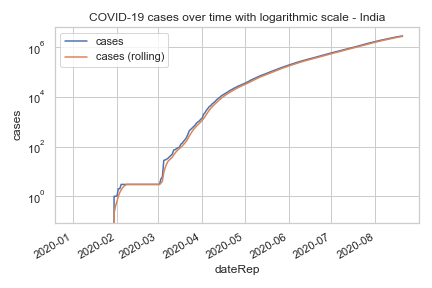 COVID-19 cases over time with logarithmic scale - India
cases
cases (rolling)
10^6
10^4
10^2
10^0
cases
2020-01
2020-02
2020-03
2020-04
2020-05
2020-06
2020-07
2020-08
dateRep